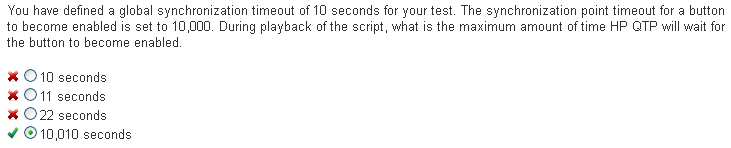 You have defined a global synchronization timeout of 10 seconds for your test. The synchronization point timeout for a button
to become enabled is set to 10,000. During playback of the script, what is the maximum amount of time HP QTP will wait for
the button to become enabled.
10 seconds
11 seconds
22 seconds
10,010 seconds